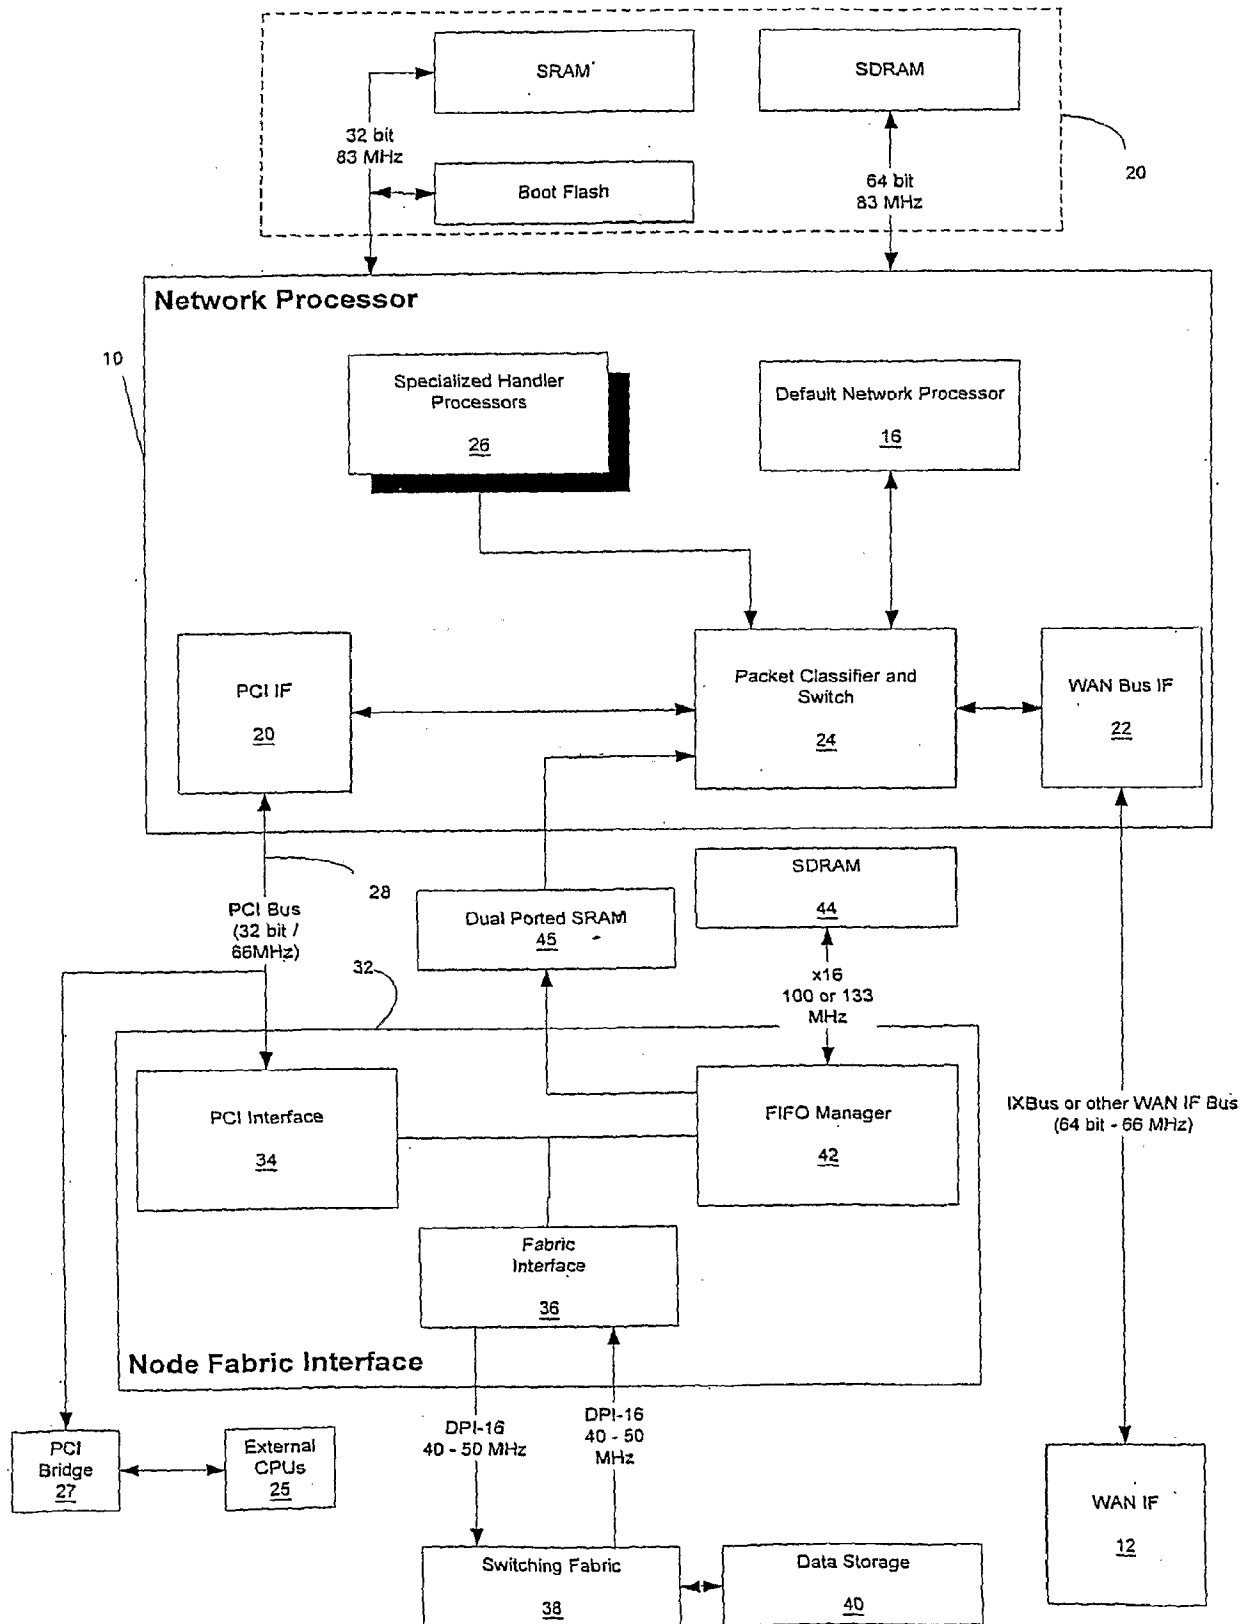 SRAM
SDRAM
32 bit
83 MHz
Boot Flash
64 bit
83 MHz
20
Network Processor
10
Specialized Handler
Processors
26
Default Network Processor
16
PCI IF
20
Packet Classifier and
Switch
24
WAN Bus IF
22
28
PCI Bus
(32 bit /
66MHz)
Dual Ported SRAM
45
SDRAM
44
32
x16
100 or 133
MHz
PCI Interface
34
FIFO Manager
42
IXBus or other WAN IF Bus
(64 bit - 66 MHz)
Fabric
Interface
36
Node Fabric Interface
DPI-16
40 - 50 MHz
DPI-16
40 - 50
MHz
PCI
Bridge
27
External
CPUs
25
WAN IF
12
Switching Fabric
38
Data Storage
40